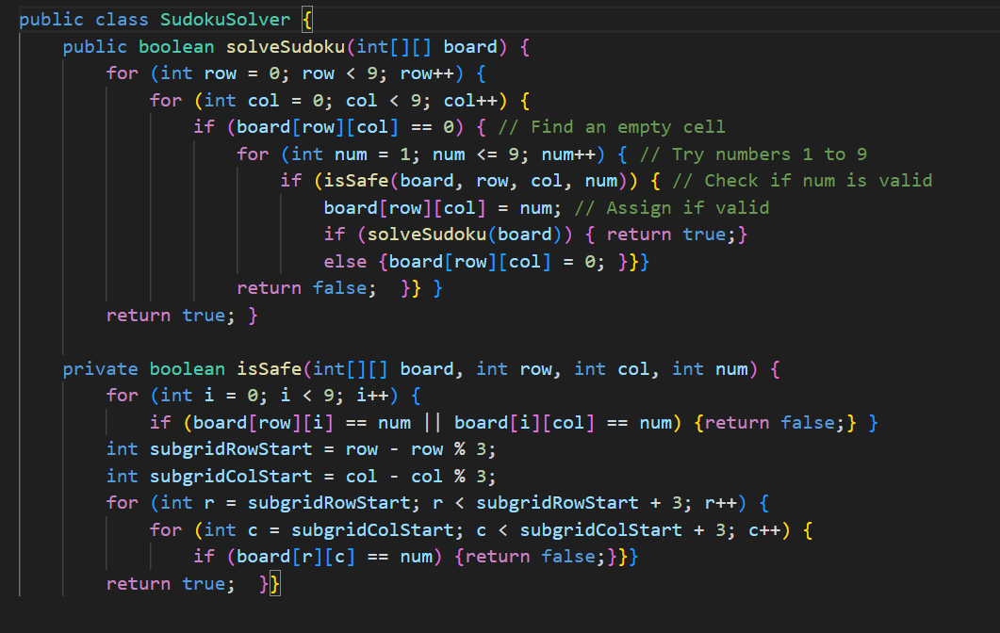 public class SudokuSolver {
    public boolean solveSudoku(int[][] board) {
        for (int row = 0; row < 9; row++) {
            for (int col = 0; col < 9; col++) {
                if (board[row][col] == 0) { // Find an empty cell
                    for (int num = 1; num <= 9; num++) { // Try numbers 1 to 9
                        if (isSafe(board, row, col, num)) { // Check if num is valid
                            board[row][col] = num; // Assign if valid
                            if (solveSudoku(board)) { return true;}
                            else {board[row][col] = 0; }}}
                    return false;  }} }
        return true; }

    private boolean isSafe(int[][] board, int row, int col, int num) {
        for (int i = 0; i < 9; i++) {
            if (board[row][i] == num || board[i][col] == num) {return false;} }
        int subgridRowStart = row - row % 3;
        int subgridColStart = col - col % 3;
        for (int r = subgridRowStart; r < subgridRowStart + 3; r++) {
            for (int c = subgridColStart; c < subgridColStart + 3; c++) {
                if (board[r][c] == num) {return false;}}}
        return true;  }}